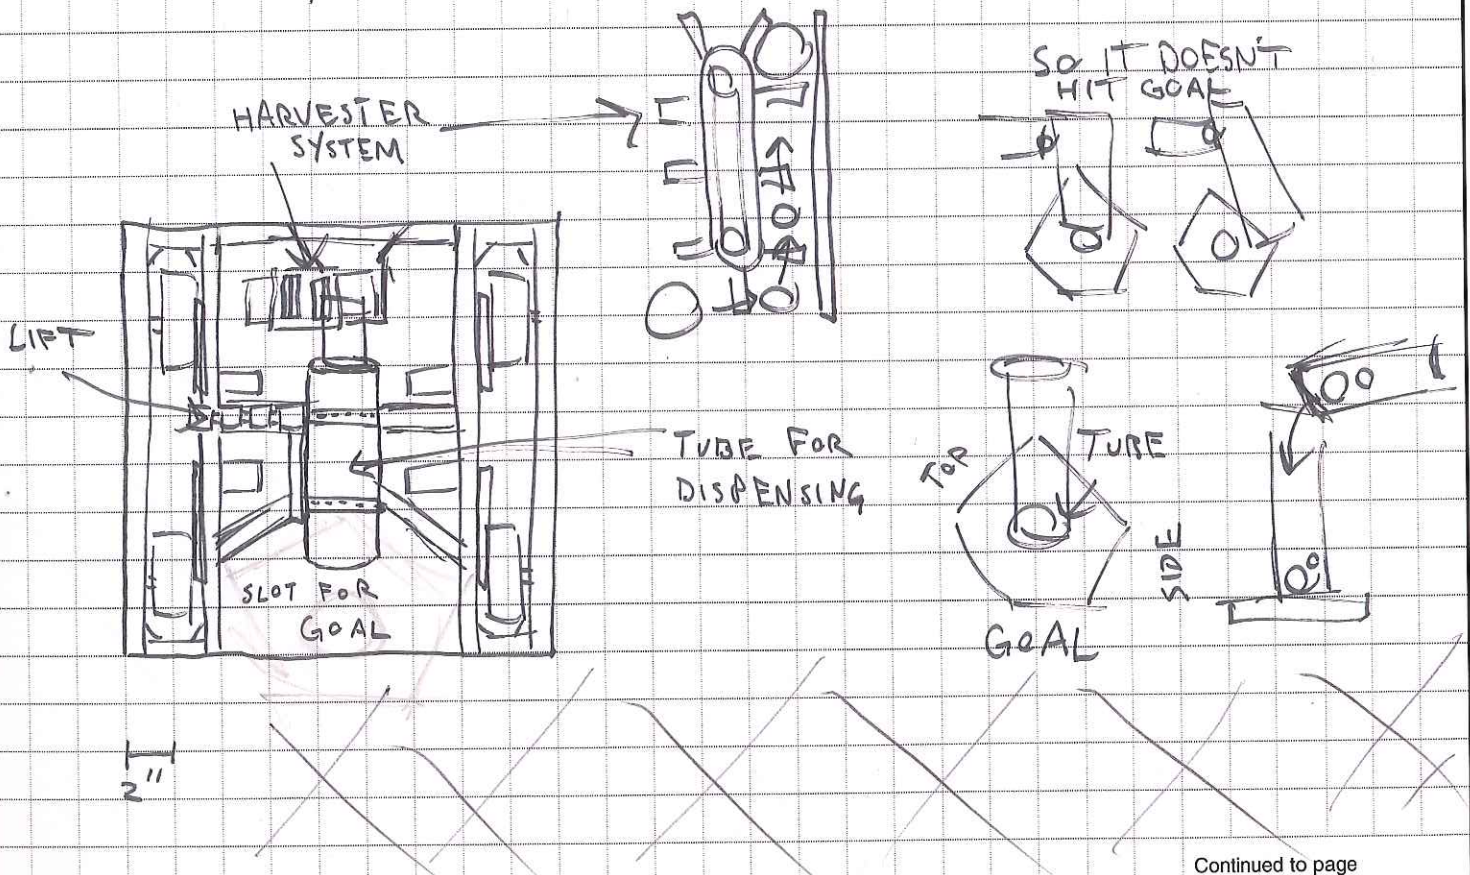 SO IT DOESN'T
HIT GOAL
HARVESTER
SYSTEM
LIFT
TUBE FOR
DISPENSING
TOP
TUBE
SIDE
SLOT FOR
GOAL
GOAL
2"
Continued to page